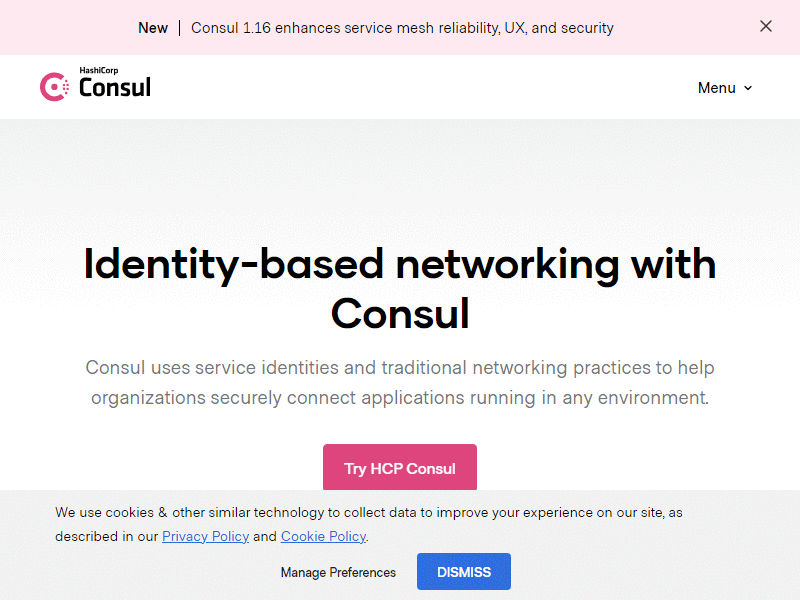 New | Consul 1.16 enhances service mesh reliability, UX, and security
HashiCorp
Consul
Menu
Identity-based networking with
Consul
Consul uses service identities and traditional networking practices to help
organizations securely connect applications running in any environment.
Try HCP Consul
We use cookies & other similar technology to collect data to improve your experience on our site, as
described in our Privacy Policy and Cookie Policy.
Manage Preferences
DISMISS